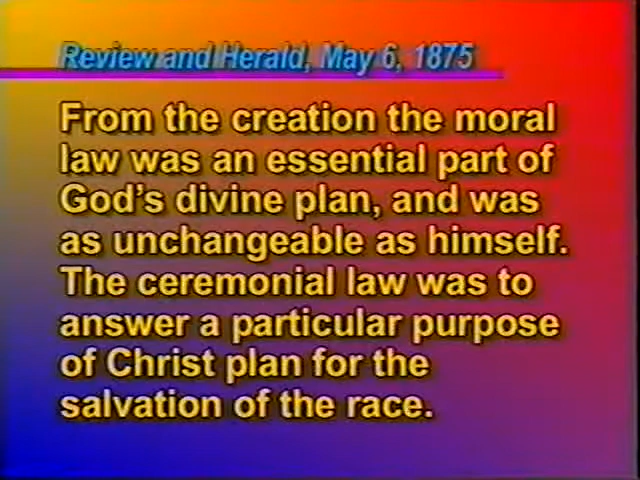 Review and Herald, May 6, 1875
From the creation the moral
law was an essential part of
God's divine plan, and was
as unchangeable as himself.
The ceremonial law was to
answer a particular purpose
of Christ plan for the
salvation of the race.